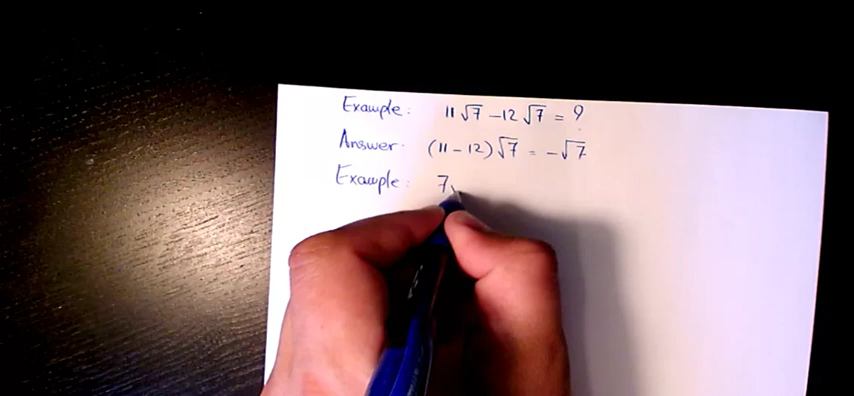 Example: 11√7 - 12√7 = ?
Answer: (11 - 12)√7 = -√7
Example: 7